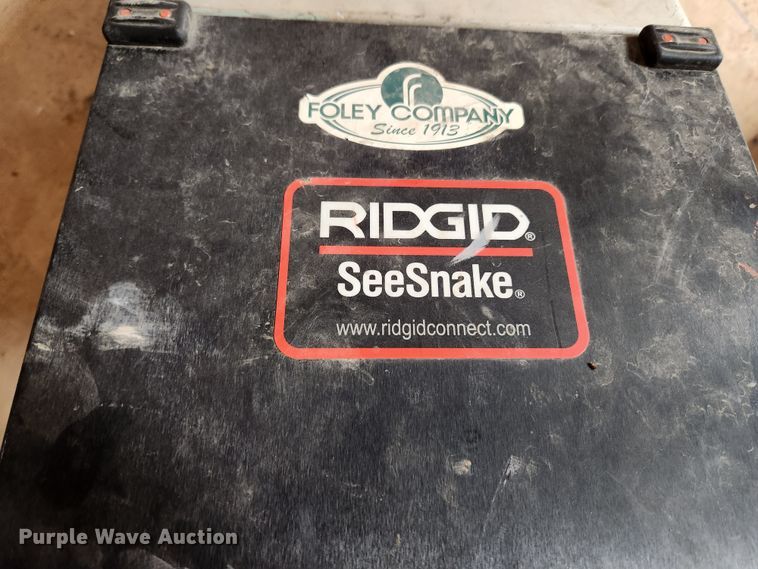 FOLEY COMPANY
Since 1913
RIDGID®
SeeSnake®
www.ridgidconnect.com
Purple Wave Auction